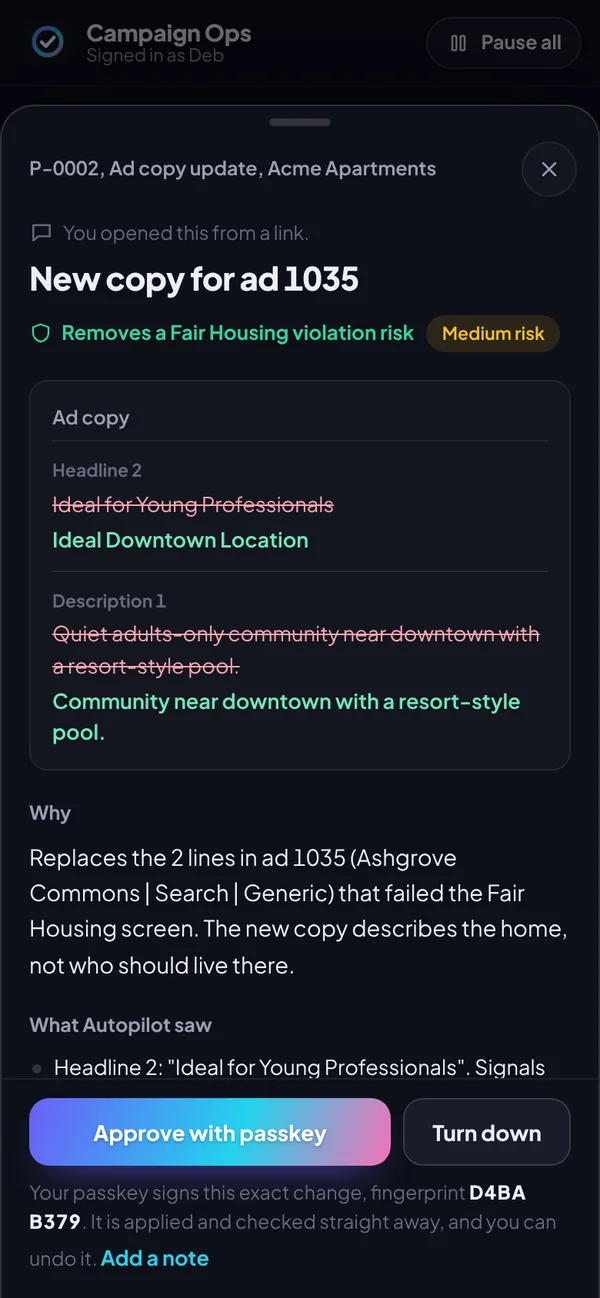 Campaign Ops
Signed in as Deb
Pause all
P-0002, Ad copy update, Acme Apartments
You opened this from a link.
New copy for ad 1035
Removes a Fair Housing violation risk
Medium risk
Ad copy
Headline 2
Ideal for Young Professionals
Ideal Downtown Location
Description 1
Quiet adults-only community near downtown with
a resort-style pool.
Community near downtown with a resort-style
pool.
Why
Replaces the 2 lines in ad 1035 (Ashgrove
Commons | Search | Generic) that failed the Fair
Housing screen. The new copy describes the home,
not who should live there.
What Autopilot saw
Headline 2: "Ideal for Young Professionals". Signals
Approve with passkey
Turn down
Your passkey signs this exact change, fingerprint D4BA
B379. It is applied and checked straight away, and you can
undo it. Add a note